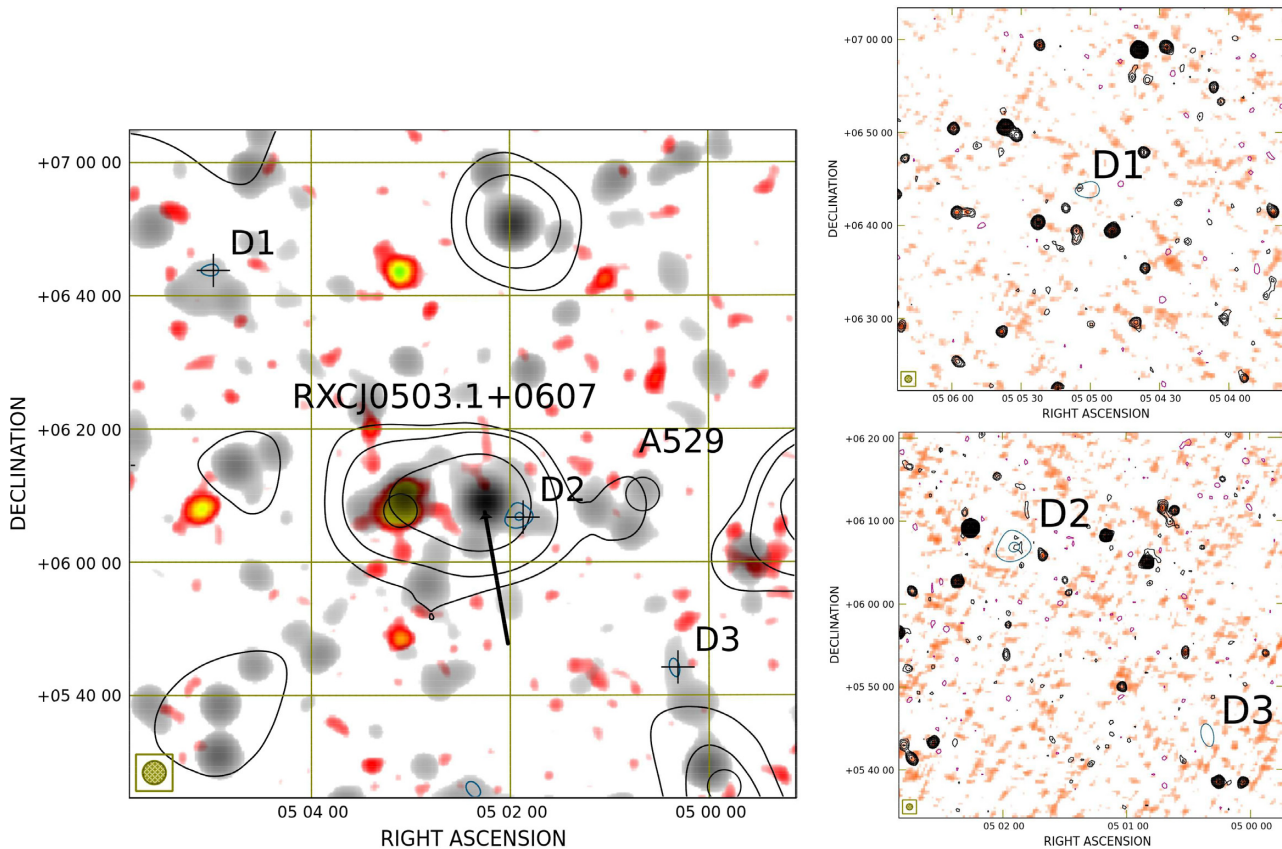 +07 00 00
D1
+06 40 00
RXCJ0503.1+0607
+06 20 00
A529
D2
+06 00 00
D3
+05 40 00
DECLINATION
05 04 00
05 02 00
05 00 00
RIGHT ASCENSION
+07 00 00
+06 50 00
D1
+06 40 00
+06 30 00
DECLINATION
05 06 00
05 05 30
05 05 00
05 04 30
05 04 00
RIGHT ASCENSION
+06 20 00
D2
+06 10 00
+06 00 00
+05 50 00
D3
+05 40 00
DECLINATION
05 02 00
05 01 00
05 00 00
RIGHT ASCENSION